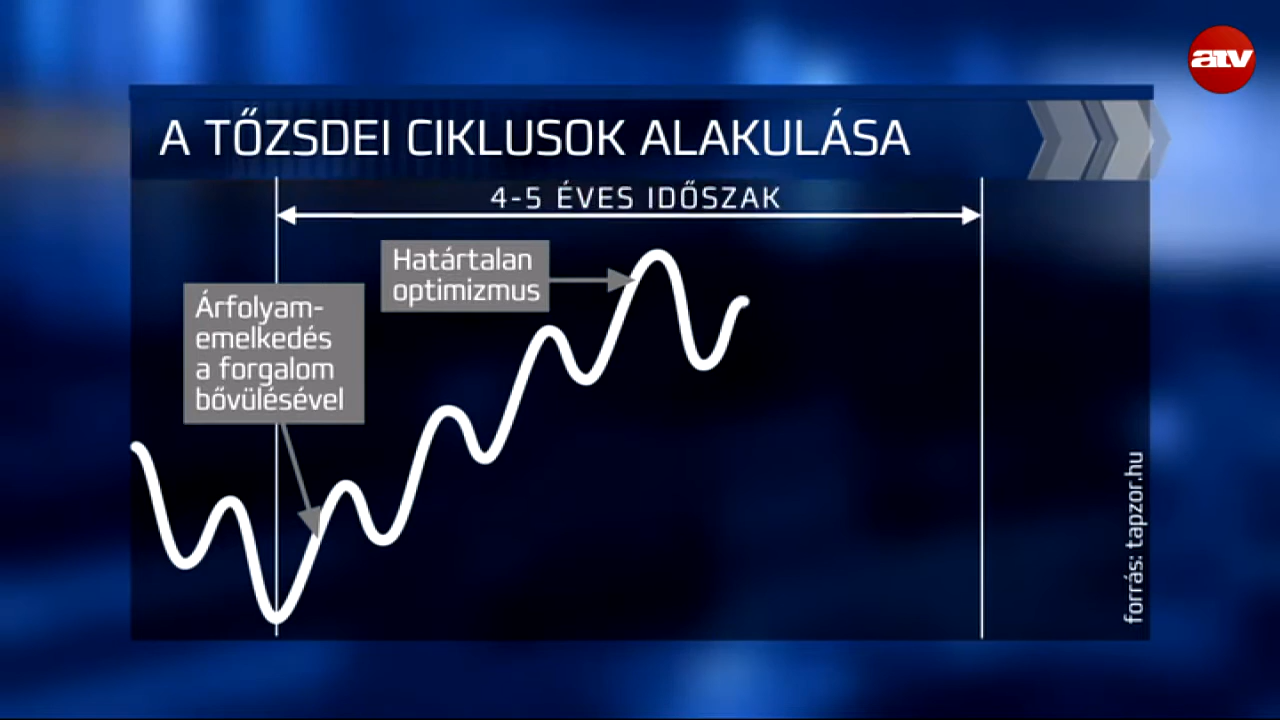 atv
A TŐZSDEI CIKLUSOK ALAKULÁSA
4-5 ÉVES IDŐSZAK
Határtalan
optimizmus
Árfolyam-
emelkedés
a forgalom
bővülésével
forrás: tapzor.hu